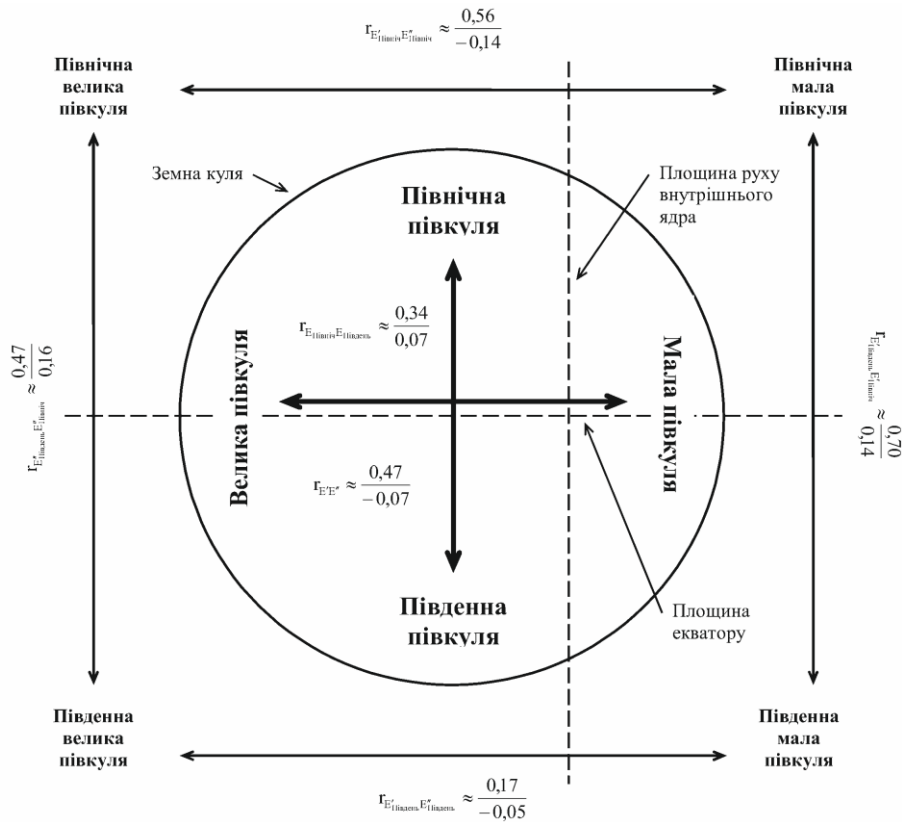 r E′Північ E″Північ ≈ 0,56 / −0,14
Північна
велика
півкуля
Північна
мала
півкуля
Земна куля
Площина руху
внутрішнього
ядра
Північна
півкуля
r EПівніч EПівдень ≈ 0,34 / 0,07
r E″Південь E″Північ ≈ 0,47 / 0,16
Велика півкуля
Мала півкуля
r E′Південь E′Північ ≈ 0,70 / 0,14
r E′E″ ≈ 0,47 / −0,07
Південна
півкуля
Площина
екватору
Південна
велика
півкуля
Південна
мала
півкуля
r E′Південь E″Південь ≈ 0,17 / −0,05